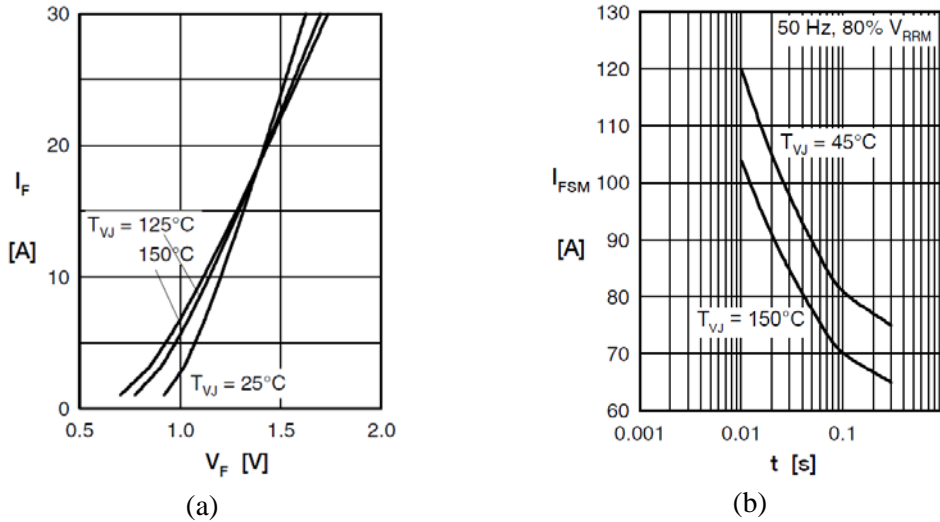 30
20
I_F
[A]
10
0
T_VJ = 125°C
150°C
T_VJ = 25°C
0.5 1.0 1.5 2.0
V_F [V]
(a)
130
120
110
I_FSM 100
90
[A]
80
70
60
50 Hz, 80% V_RRM
T_VJ = 45°C
T_VJ = 150°C
0.001 0.01 0.1
t [s]
(b)